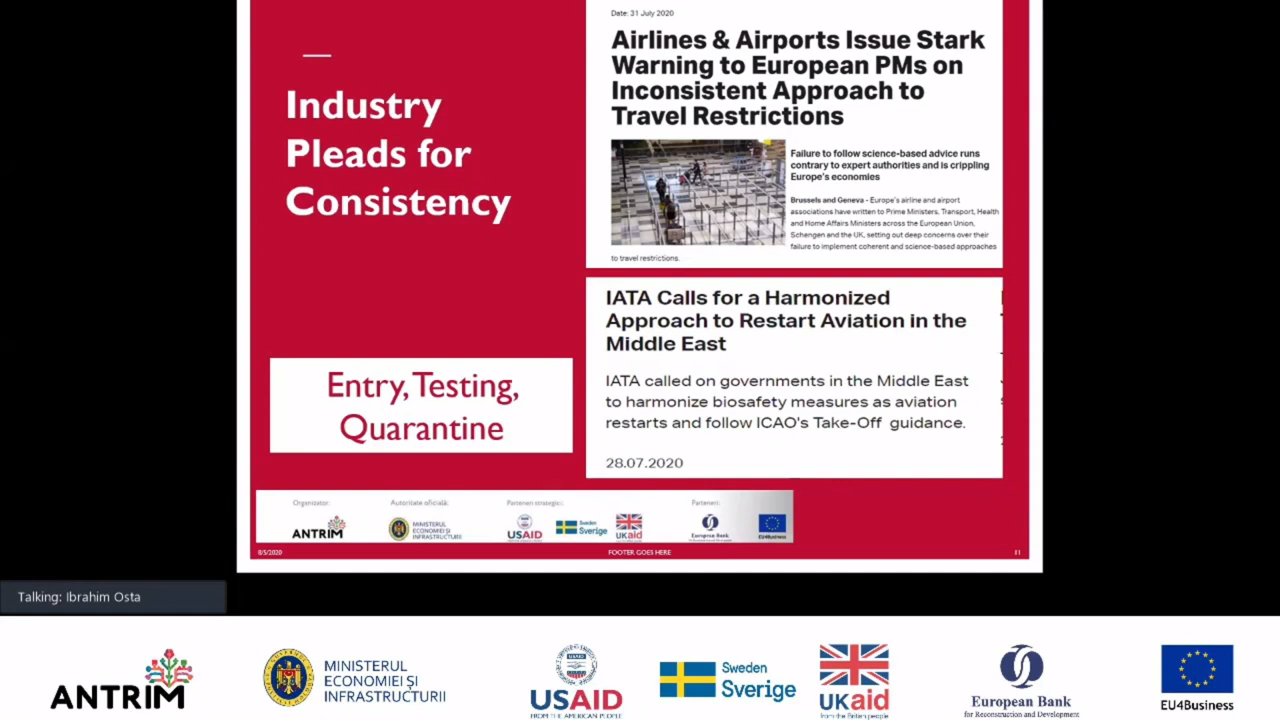 Industry
Pleads for
Consistency
Entry, Testing,
Quarantine
Date: 31 July 2020
Airlines & Airports Issue Stark
Warning to European PMs on
Inconsistent Approach to
Travel Restrictions
Failure to follow science-based advice runs
contrary to expert authorities and is crippling
Europe's economies
Brussels and Geneva - Europe's airline and airport
associations have written to Prime Ministers, Transport, Health
and Home Affairs Ministers across the European Union,
Schengen and the UK, setting out deep concerns over their
failure to implement coherent and science-based approaches
to travel restrictions.
IATA Calls for a Harmonized
Approach to Restart Aviation in the
Middle East
IATA called on governments in the Middle East
to harmonize biosafety measures as aviation
restarts and follow ICAO's Take-Off guidance.
28.07.2020
Organizator:
Autoritate oficială:
Parteneri strategici:
Parteneri:
ANTRIM
MINISTERUL
ECONOMIEI ȘI
INFRASTRUCTURII
USAID
Sweden
Sverige
UKaid
European Bank
EU4Business
8/5/2020
FOOTER GOES HERE
11
Talking: Ibrahim Osta
ANTRIM
MINISTERUL
ECONOMIEI ȘI
INFRASTRUCTURII
USAID
FROM THE AMERICAN PEOPLE
Sweden
Sverige
UKaid
from the British people
European Bank
for Reconstruction and Development
EU4Business